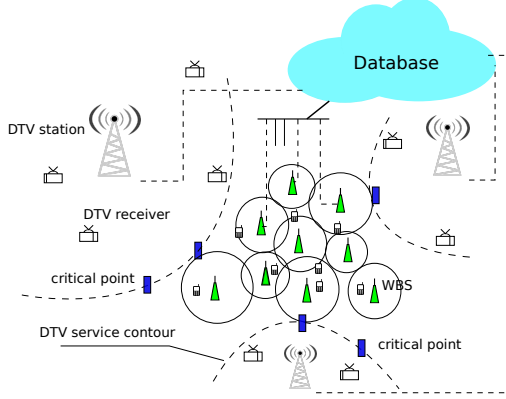 Database
DTV station
DTV receiver
critical point
WBS
DTV service contour
critical point